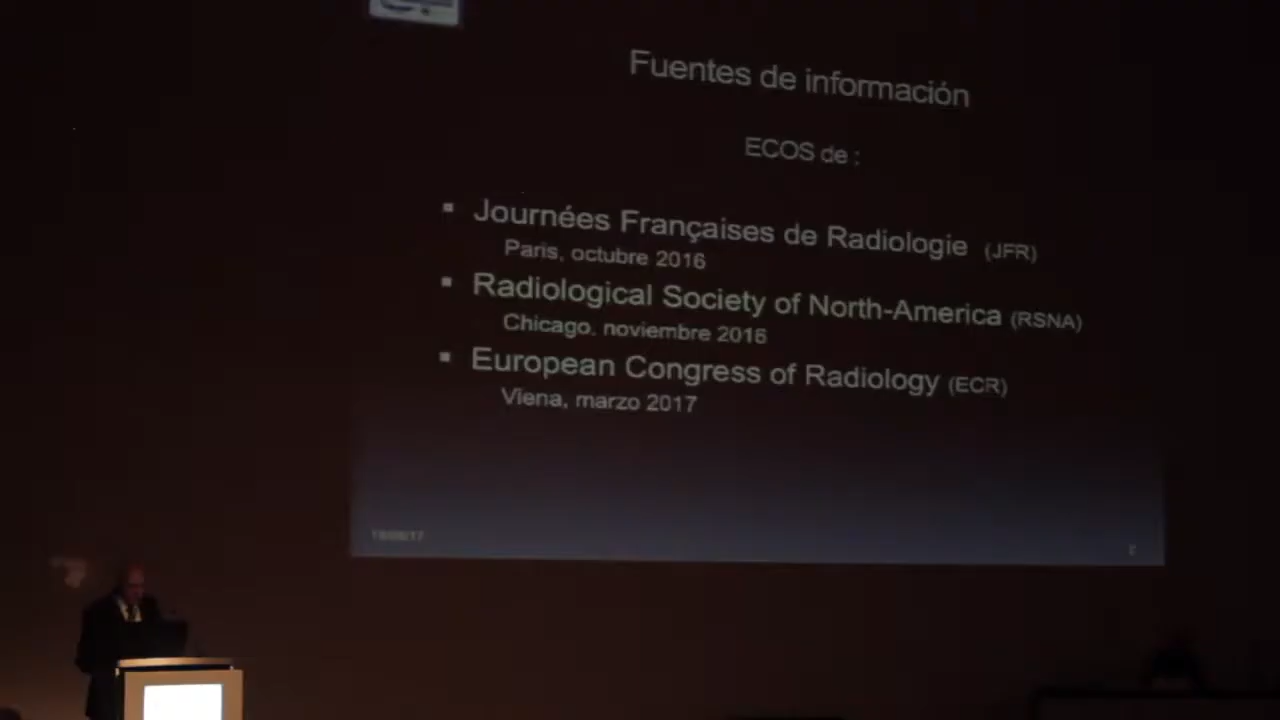 Fuentes de información
ECOS de :
▪ Journées Françaises de Radiologie (JFR)
Paris, octubre 2016
▪ Radiological Society of North-America (RSNA)
Chicago, noviembre 2016
▪ European Congress of Radiology (ECR)
Viena, marzo 2017